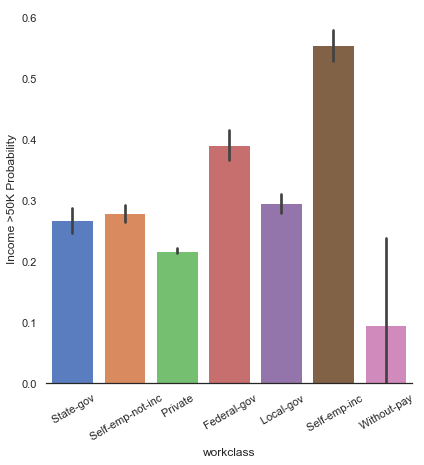 0.6
0.5
0.4
0.3
0.2
0.1
0.0
Income >50K Probability
State-gov
Self-emp-not-inc
Private
Federal-gov
Local-gov
Self-emp-inc
Without-pay
workclass